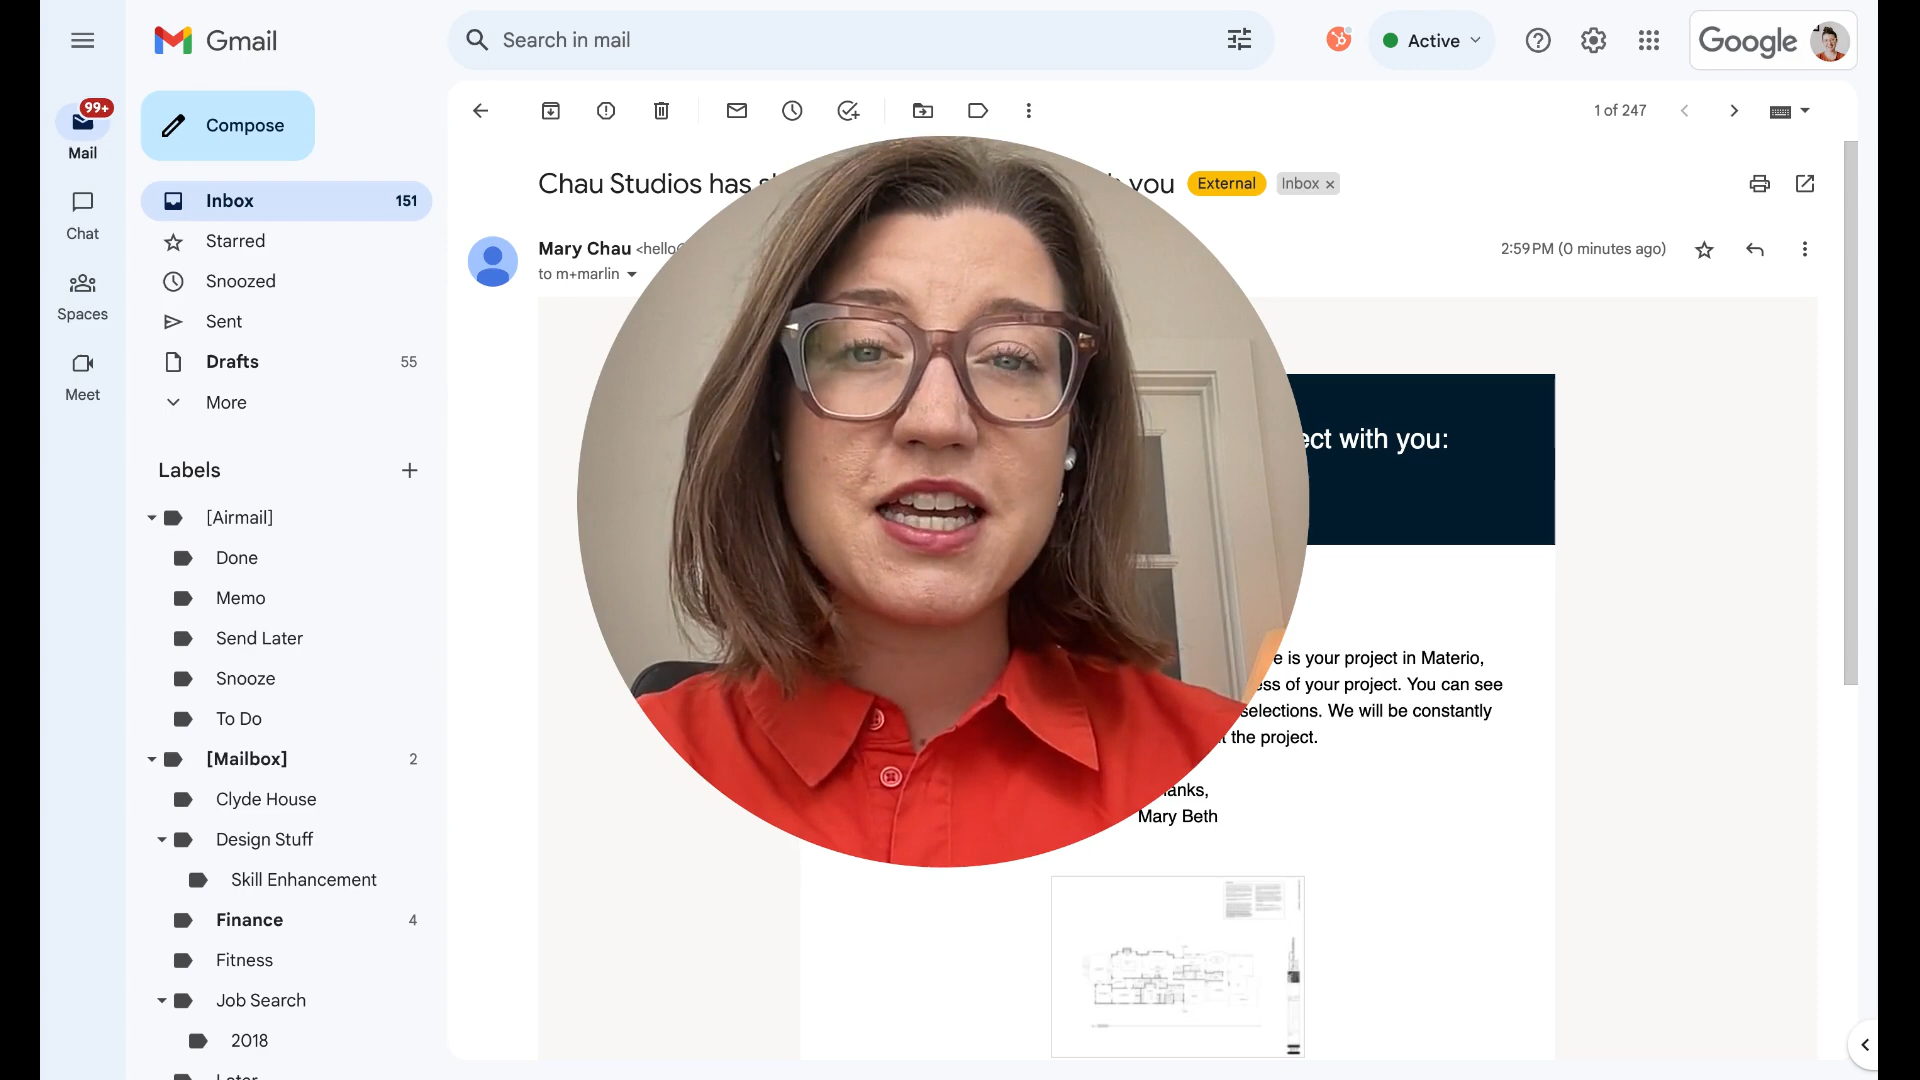 Gmail
Search in mail
Active
Google
99+
Mail
Compose
1 of 247
Inbox 151
Chat
Starred
Snoozed
Spaces
Sent
Drafts 55
Meet
More
Chau Studios has you External Inbox ×
Mary Chau <hello@ 2:59 PM (0 minutes ago)
to m+marlin
with you:
Labels +
[Airmail]
Done
Memo
Send Later
Snooze
To Do
[Mailbox] 2
Clyde House
Design Stuff
Skill Enhancement
Finance 4
Fitness
Job Search
2018
is your project in Materio,
of your project. You can see
selections. We will be constantly
the project.
Mary Beth